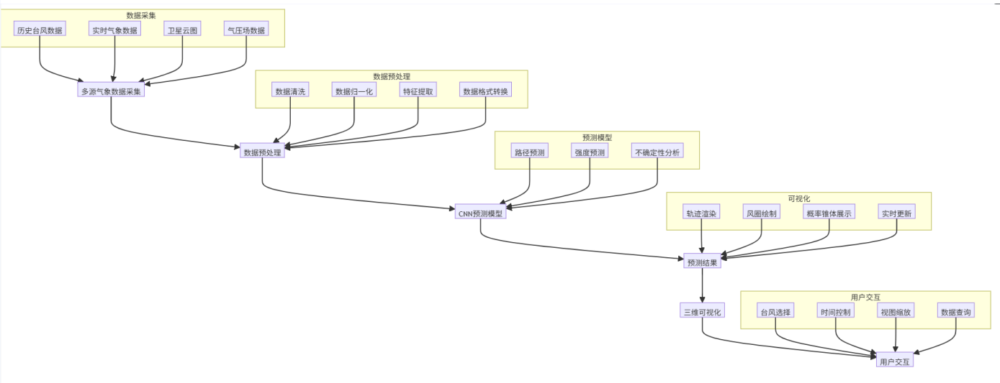 数据采集
历史台风数据
实时气象数据
卫星云图
气压场数据
多源气象数据采集
数据预处理
数据清洗
数据归一化
特征提取
数据格式转换
数据预处理
预测模型
路径预测
强度预测
不确定性分析
CNN预测模型
可视化
轨迹渲染
风圈绘制
概率锥体展示
实时更新
预测结果
三维可视化
用户交互
台风选择
时间控制
视图缩放
数据查询
用户交互